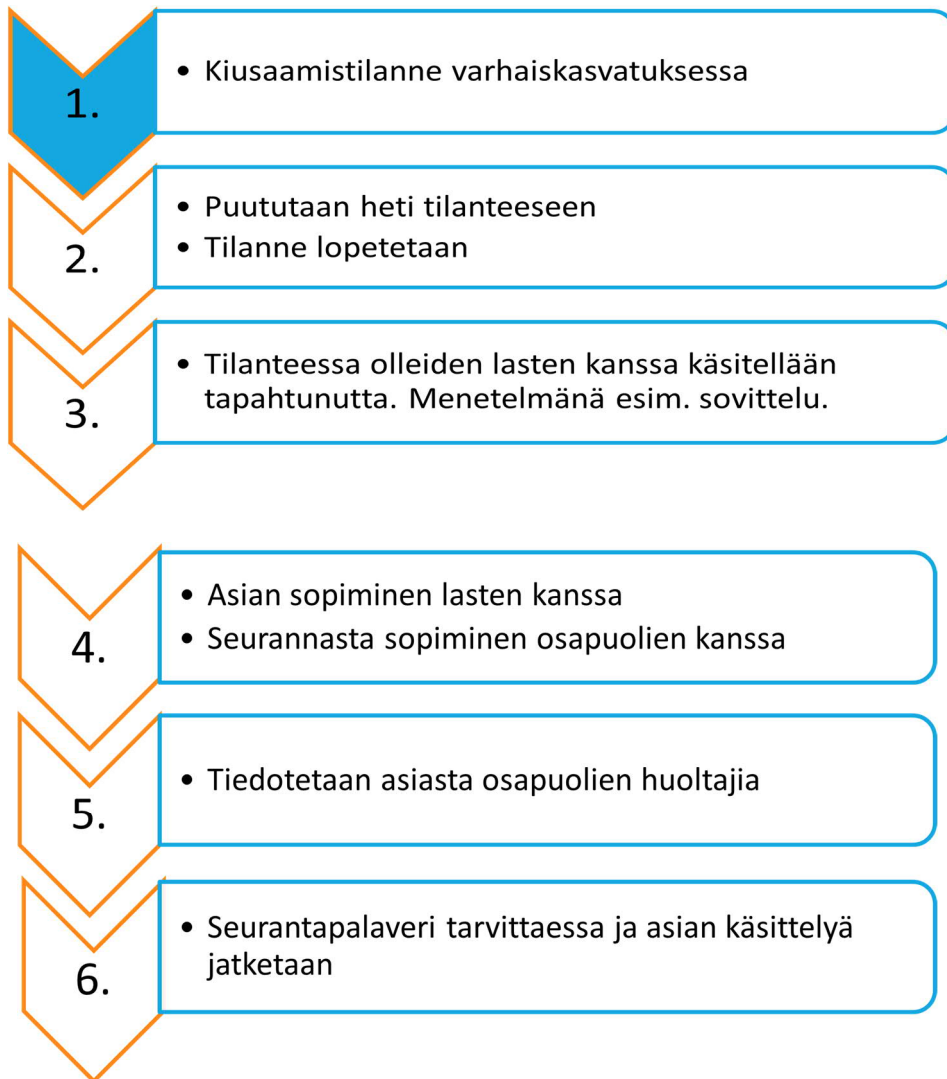 1.
• Kiusaamistilanne varhaiskasvatuksessa
2.
• Puututaan heti tilanteeseen
• Tilanne lopetetaan
3.
• Tilanteessa olleiden lasten kanssa käsitellään
tapahtunutta. Menetelmänä esim. sovittelu.
4.
• Asian sopiminen lasten kanssa
• Seurannasta sopiminen osapuolien kanssa
5.
• Tiedotetaan asiasta osapuolien huoltajia
6.
• Seurantapalaveri tarvittaessa ja asian käsittelyä
jatketaan